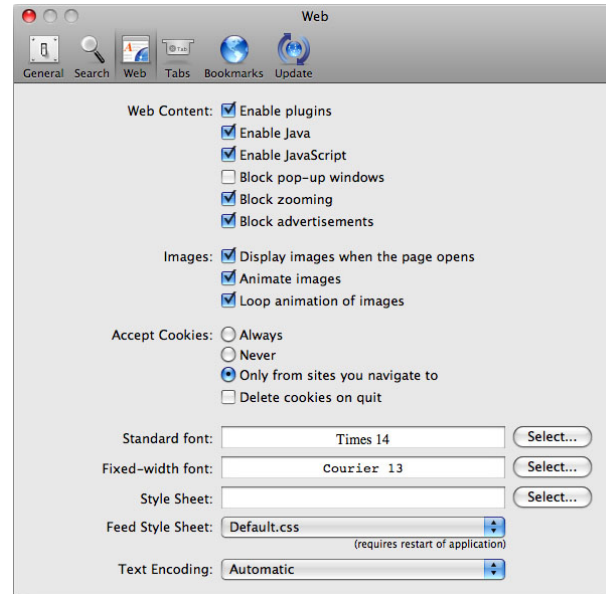 Web
General Search Web Tabs Bookmarks Update
Web Content: Enable plugins
Enable Java
Enable JavaScript
Block pop-up windows
Block zooming
Block advertisements
Images: Display images when the page opens
Animate images
Loop animation of images
Accept Cookies: Always
Never
Only from sites you navigate to
Delete cookies on quit
Standard font: Times 14 Select...
Fixed-width font: Courier 13 Select...
Style Sheet: Select...
Feed Style Sheet: Default.css
(requires restart of application)
Text Encoding: Automatic